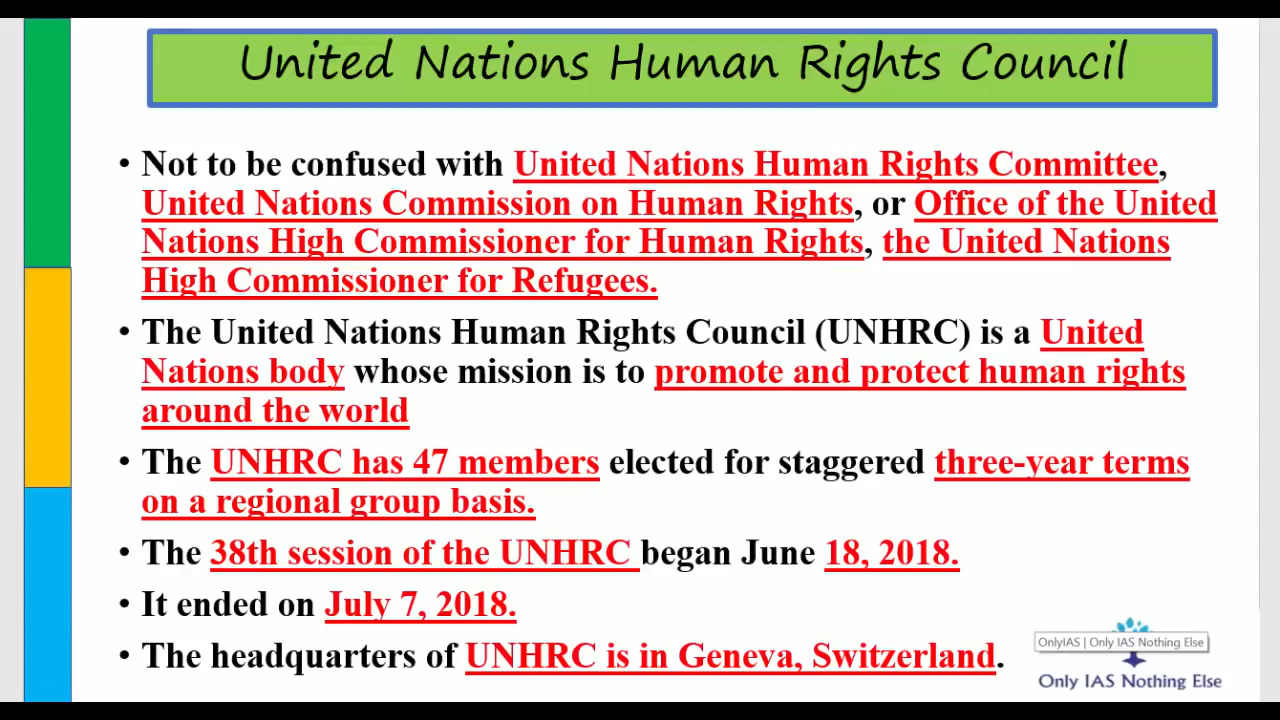 United Nations Human Rights Council
• Not to be confused with United Nations Human Rights Committee,
United Nations Commission on Human Rights, or Office of the United
Nations High Commissioner for Human Rights, the United Nations
High Commissioner for Refugees.
• The United Nations Human Rights Council (UNHRC) is a United
Nations body whose mission is to promote and protect human rights
around the world
• The UNHRC has 47 members elected for staggered three-year terms
on a regional group basis.
• The 38th session of the UNHRC began June 18, 2018.
• It ended on July 7, 2018.
• The headquarters of UNHRC is in Geneva, Switzerland.
OnlyIAS | Only IAS Nothing Else
Only IAS Nothing Else